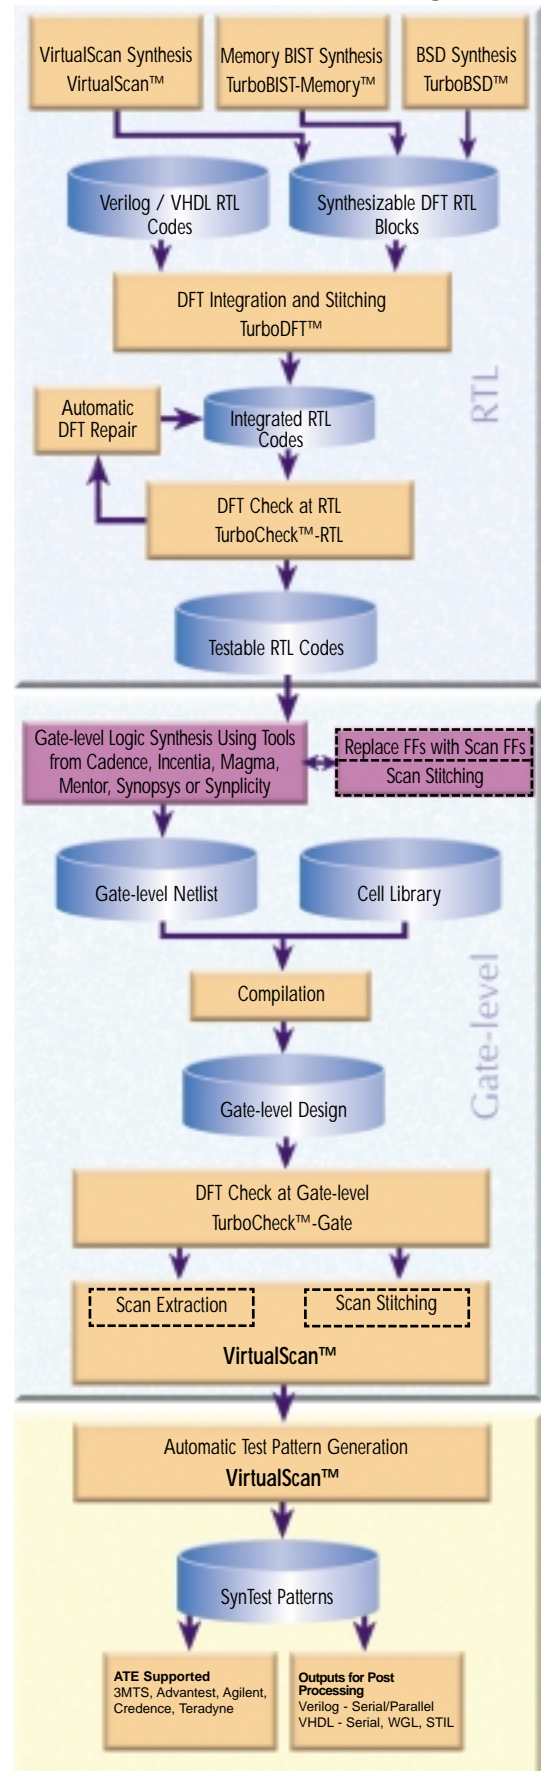 VirtualScan Synthesis
VirtualScan™
Memory BIST Synthesis
TurboBIST-Memory™
BSD Synthesis
TurboBSD™
Verilog / VHDL RTL
Codes
Synthesizable DFT RTL
Blocks
DFT Integration and Stitching
TurboDFT™
RTL
Automatic
DFT Repair
Integrated RTL
Codes
DFT Check at RTL
TurboCheck™-RTL
Testable RTL Codes
Gate-level Logic Synthesis Using Tools
from Cadence, Incentia, Magma,
Mentor, Synopsys or Synplicity
Replace FFs with Scan FFs
Scan Stitching
Gate-level Netlist
Cell Library
Compilation
Gate-level
Gate-level Design
DFT Check at Gate-level
TurboCheck™-Gate
Scan Extraction
Scan Stitching
VirtualScan™
Automatic Test Pattern Generation
VirtualScan™
SynTest Patterns
ATE Supported
3MTS, Advantest, Agilent,
Credence, Teradyne
Outputs for Post
Processing
Verilog - Serial/Parallel
VHDL - Serial, WGL, STIL